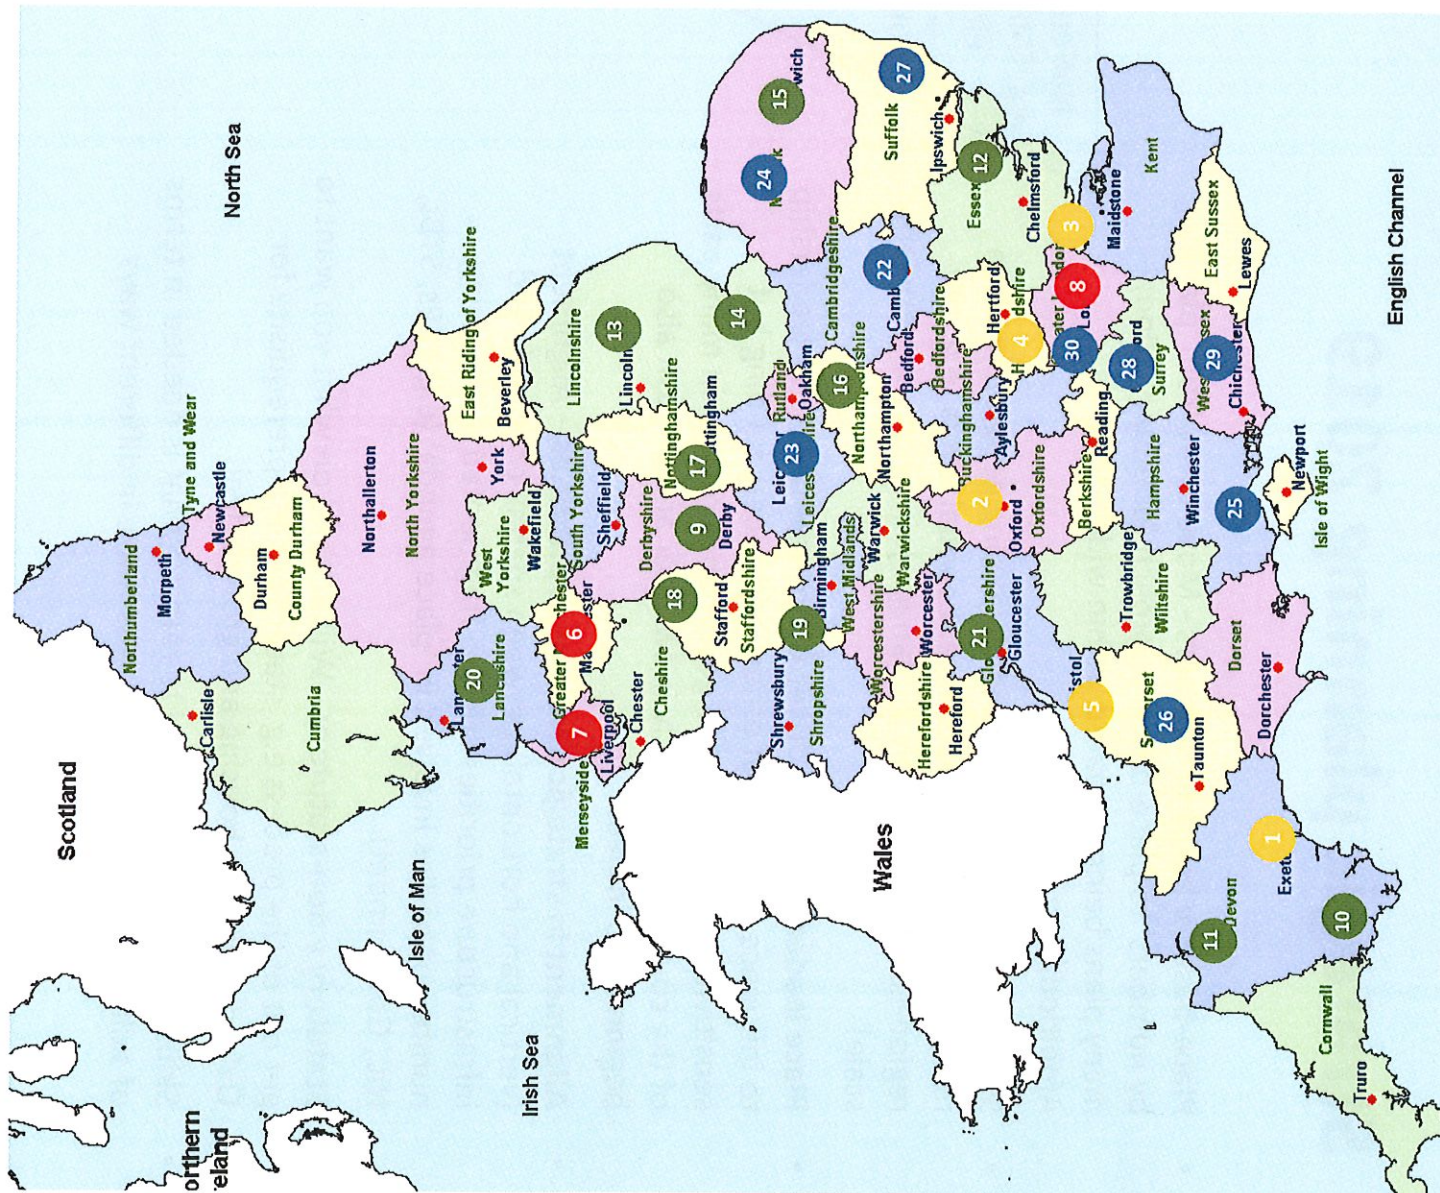 Scotland
North Sea
Northumberland
Morpeth
Tyne and Wear
Newcastle
Carlisle
Durham
County Durham
Cumbria
Northallerton
North Yorkshire
Isle of Man
Irish Sea
20
Lancashire
York
East Riding of Yorkshire
Beverley
West
Yorkshire
Wakefield
6
7
Merseyside
Liverpool
South Yorkshire
Sheffield
Lincolnshire
13
Lincoln
14
Chester
Cheshire
Derbyshire
9
Derby
Nottinghamshire
17
18
Stafford
Staffordshire
Shrewsbury
Shropshire
19
West Midlands
23
Rutland
Oakham
24
15
Wales
Herefordshire
Hereford
Worcestershire
Worcester
Warwick
Warwickshire
16
Northamptonshire
Northampton
Cambridgeshire
22
Suffolk
27
Ipswich
Bedford
Bedfordshire
21
Gloucester
2
Oxford
Oxfordshire
Aylesbury
Hertford
4
Essex
12
Chelmsford
3
8
30
Berkshire
Reading
5
26
Taunton
Trowbridge
Wiltshire
Hampshire
Winchester
25
28
Surrey
29
Chichester
Maidstone
Kent
East Sussex
Lewes
Newport
Isle of Wight
Dorset
Dorchester
11
Devon
1
10
Cornwall
Truro
English Channel